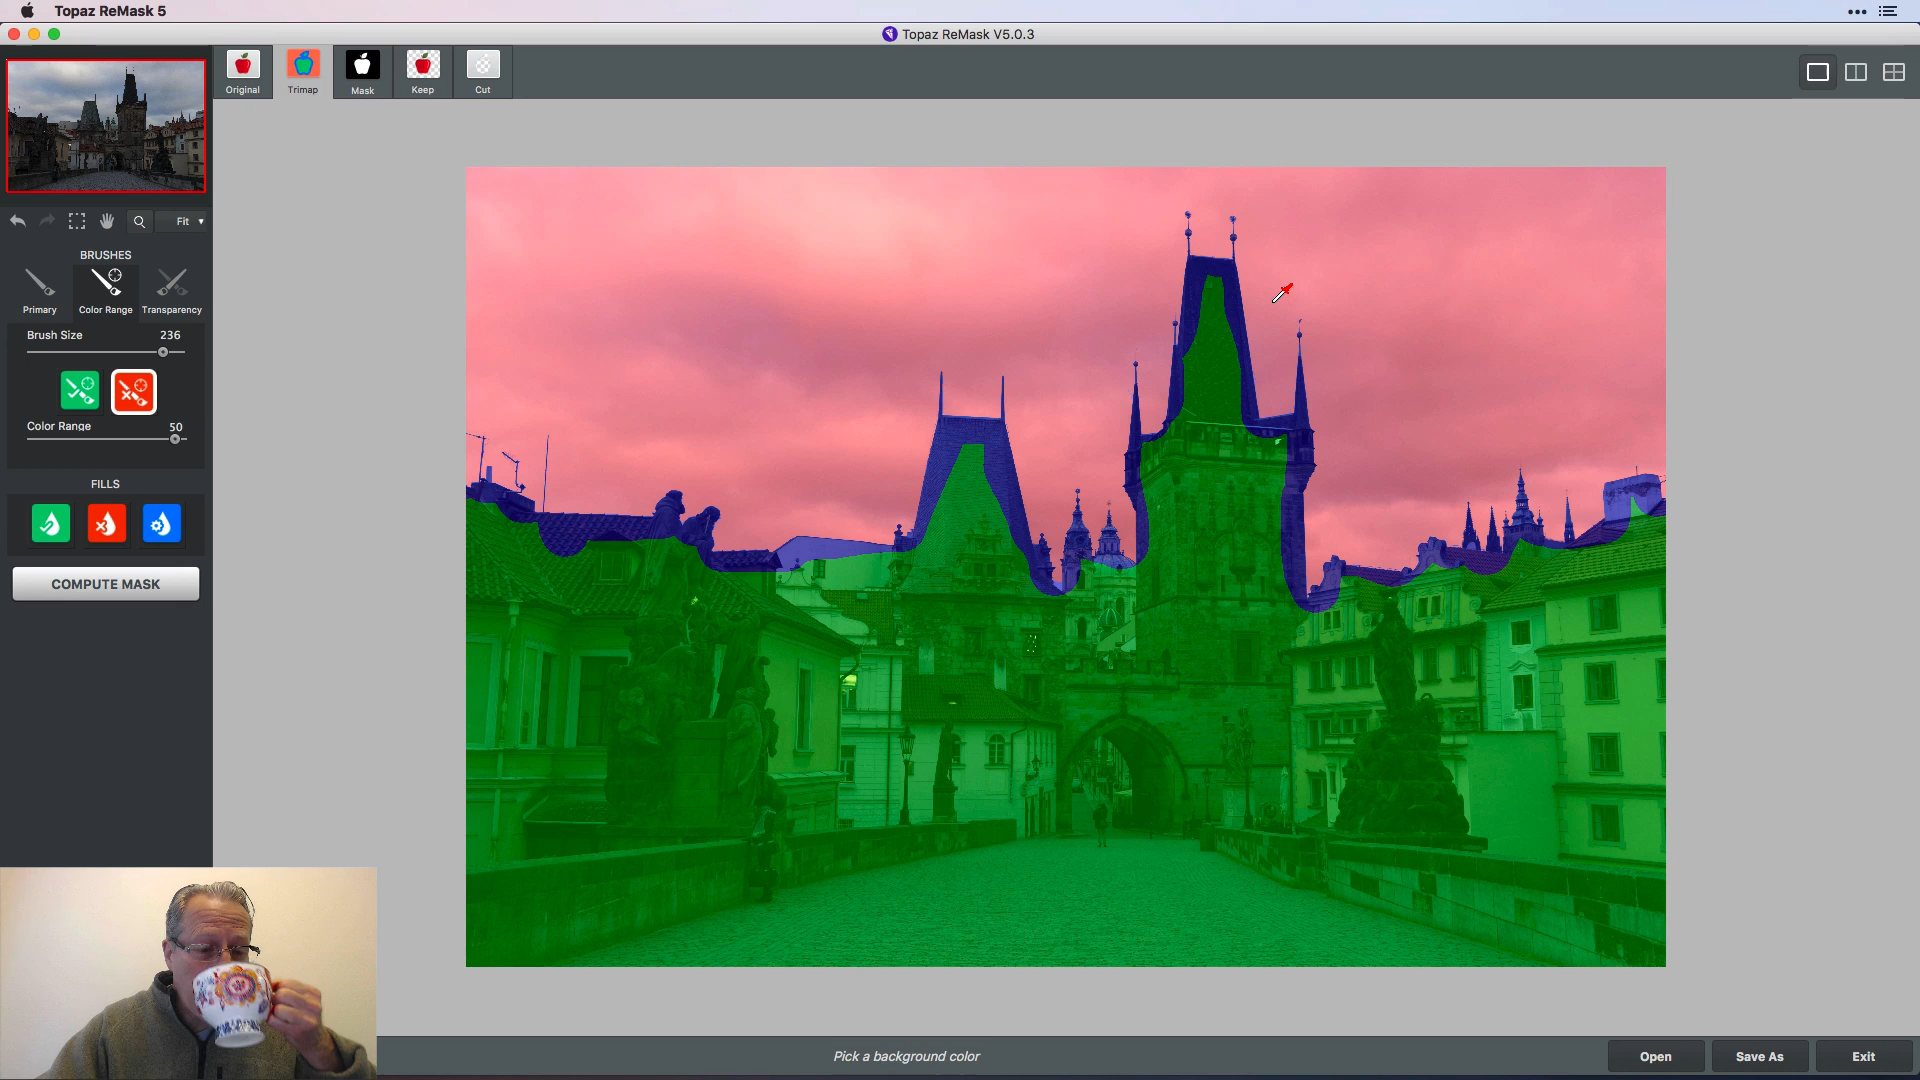 Topaz ReMask 5
Topaz ReMask V5.0.3
Original
Trimap
Mask
Keep
Cut
Fit
BRUSHES
Primary
Color Range
Transparency
Brush Size 236
Color Range 50
FILLS
COMPUTE MASK
Pick a background color
Open
Save As
Exit